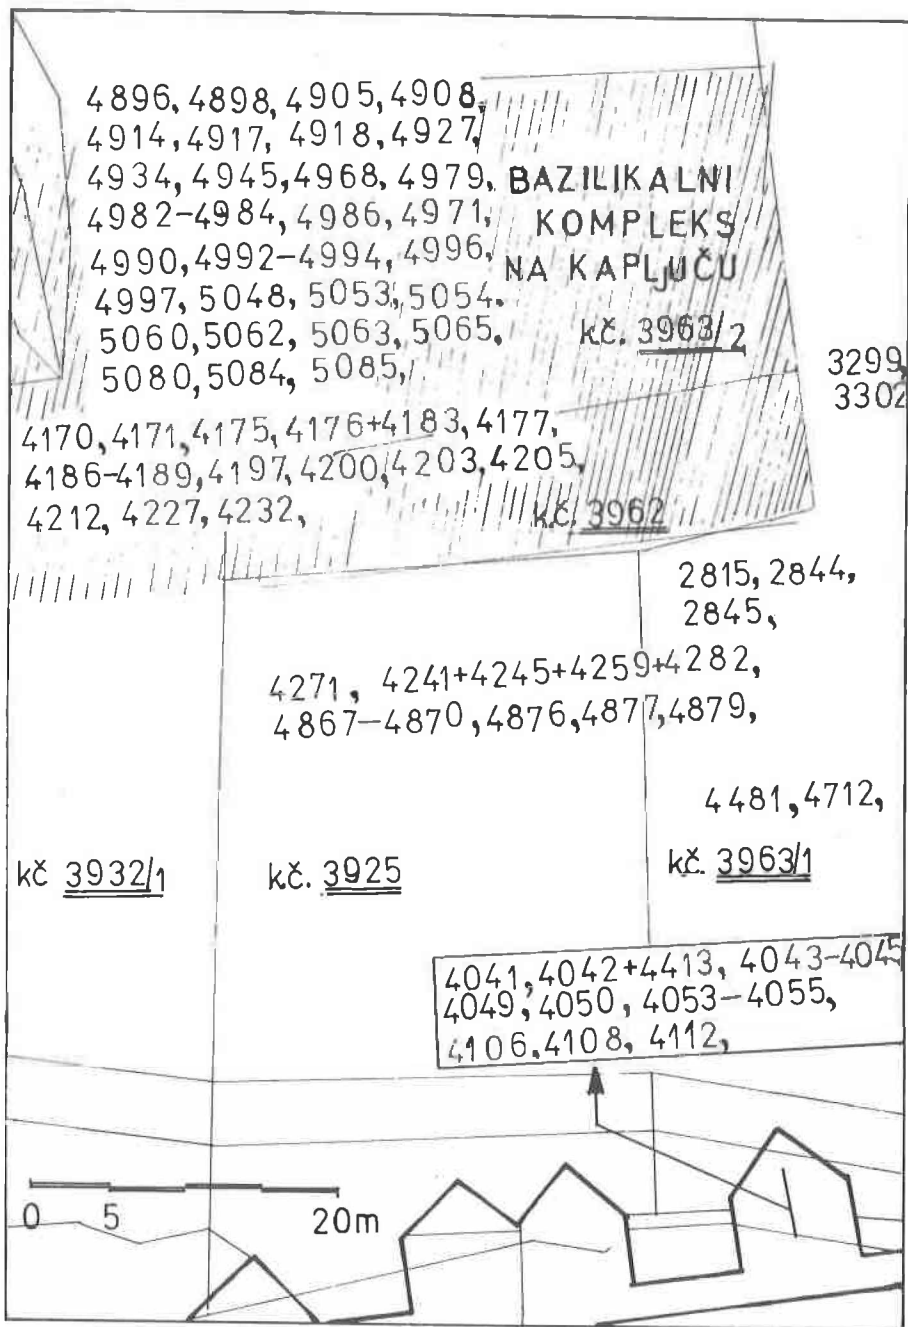 4896, 4898, 4905, 4908,
4914, 4917, 4918, 4927,
4934, 4945, 4968, 4979,
4982-4984, 4986, 4971,
4990, 4992-4994, 4996,
4997, 5048, 5053, 5054.
5060, 5062, 5063, 5065.
5080, 5084, 5085,
BAZILIKALNI
KOMPLEKS
NA KAPLJUČU
kč. 3963/2
3299,
3302
4170, 4171, 4175, 4176+4183, 4177,
4186-4189, 4197, 4200, 4203, 4205,
4212, 4227, 4232,
kč. 3962
2815, 2844,
2845,
4271, 4241+4245+4259+4282,
4867-4870, 4876, 4877, 4879,
4481, 4712,
kč 3932/1
kč. 3925
kč. 3963/1
4041, 4042+4413, 4043-4045
4049, 4050, 4053-4055,
4106. 4108, 4112,
0 5 20m